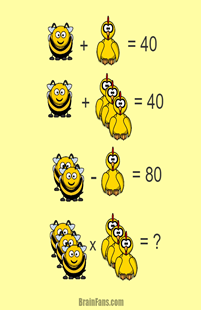 + = 40
+ = 40
- = 80
x = ?
BrainFans.com